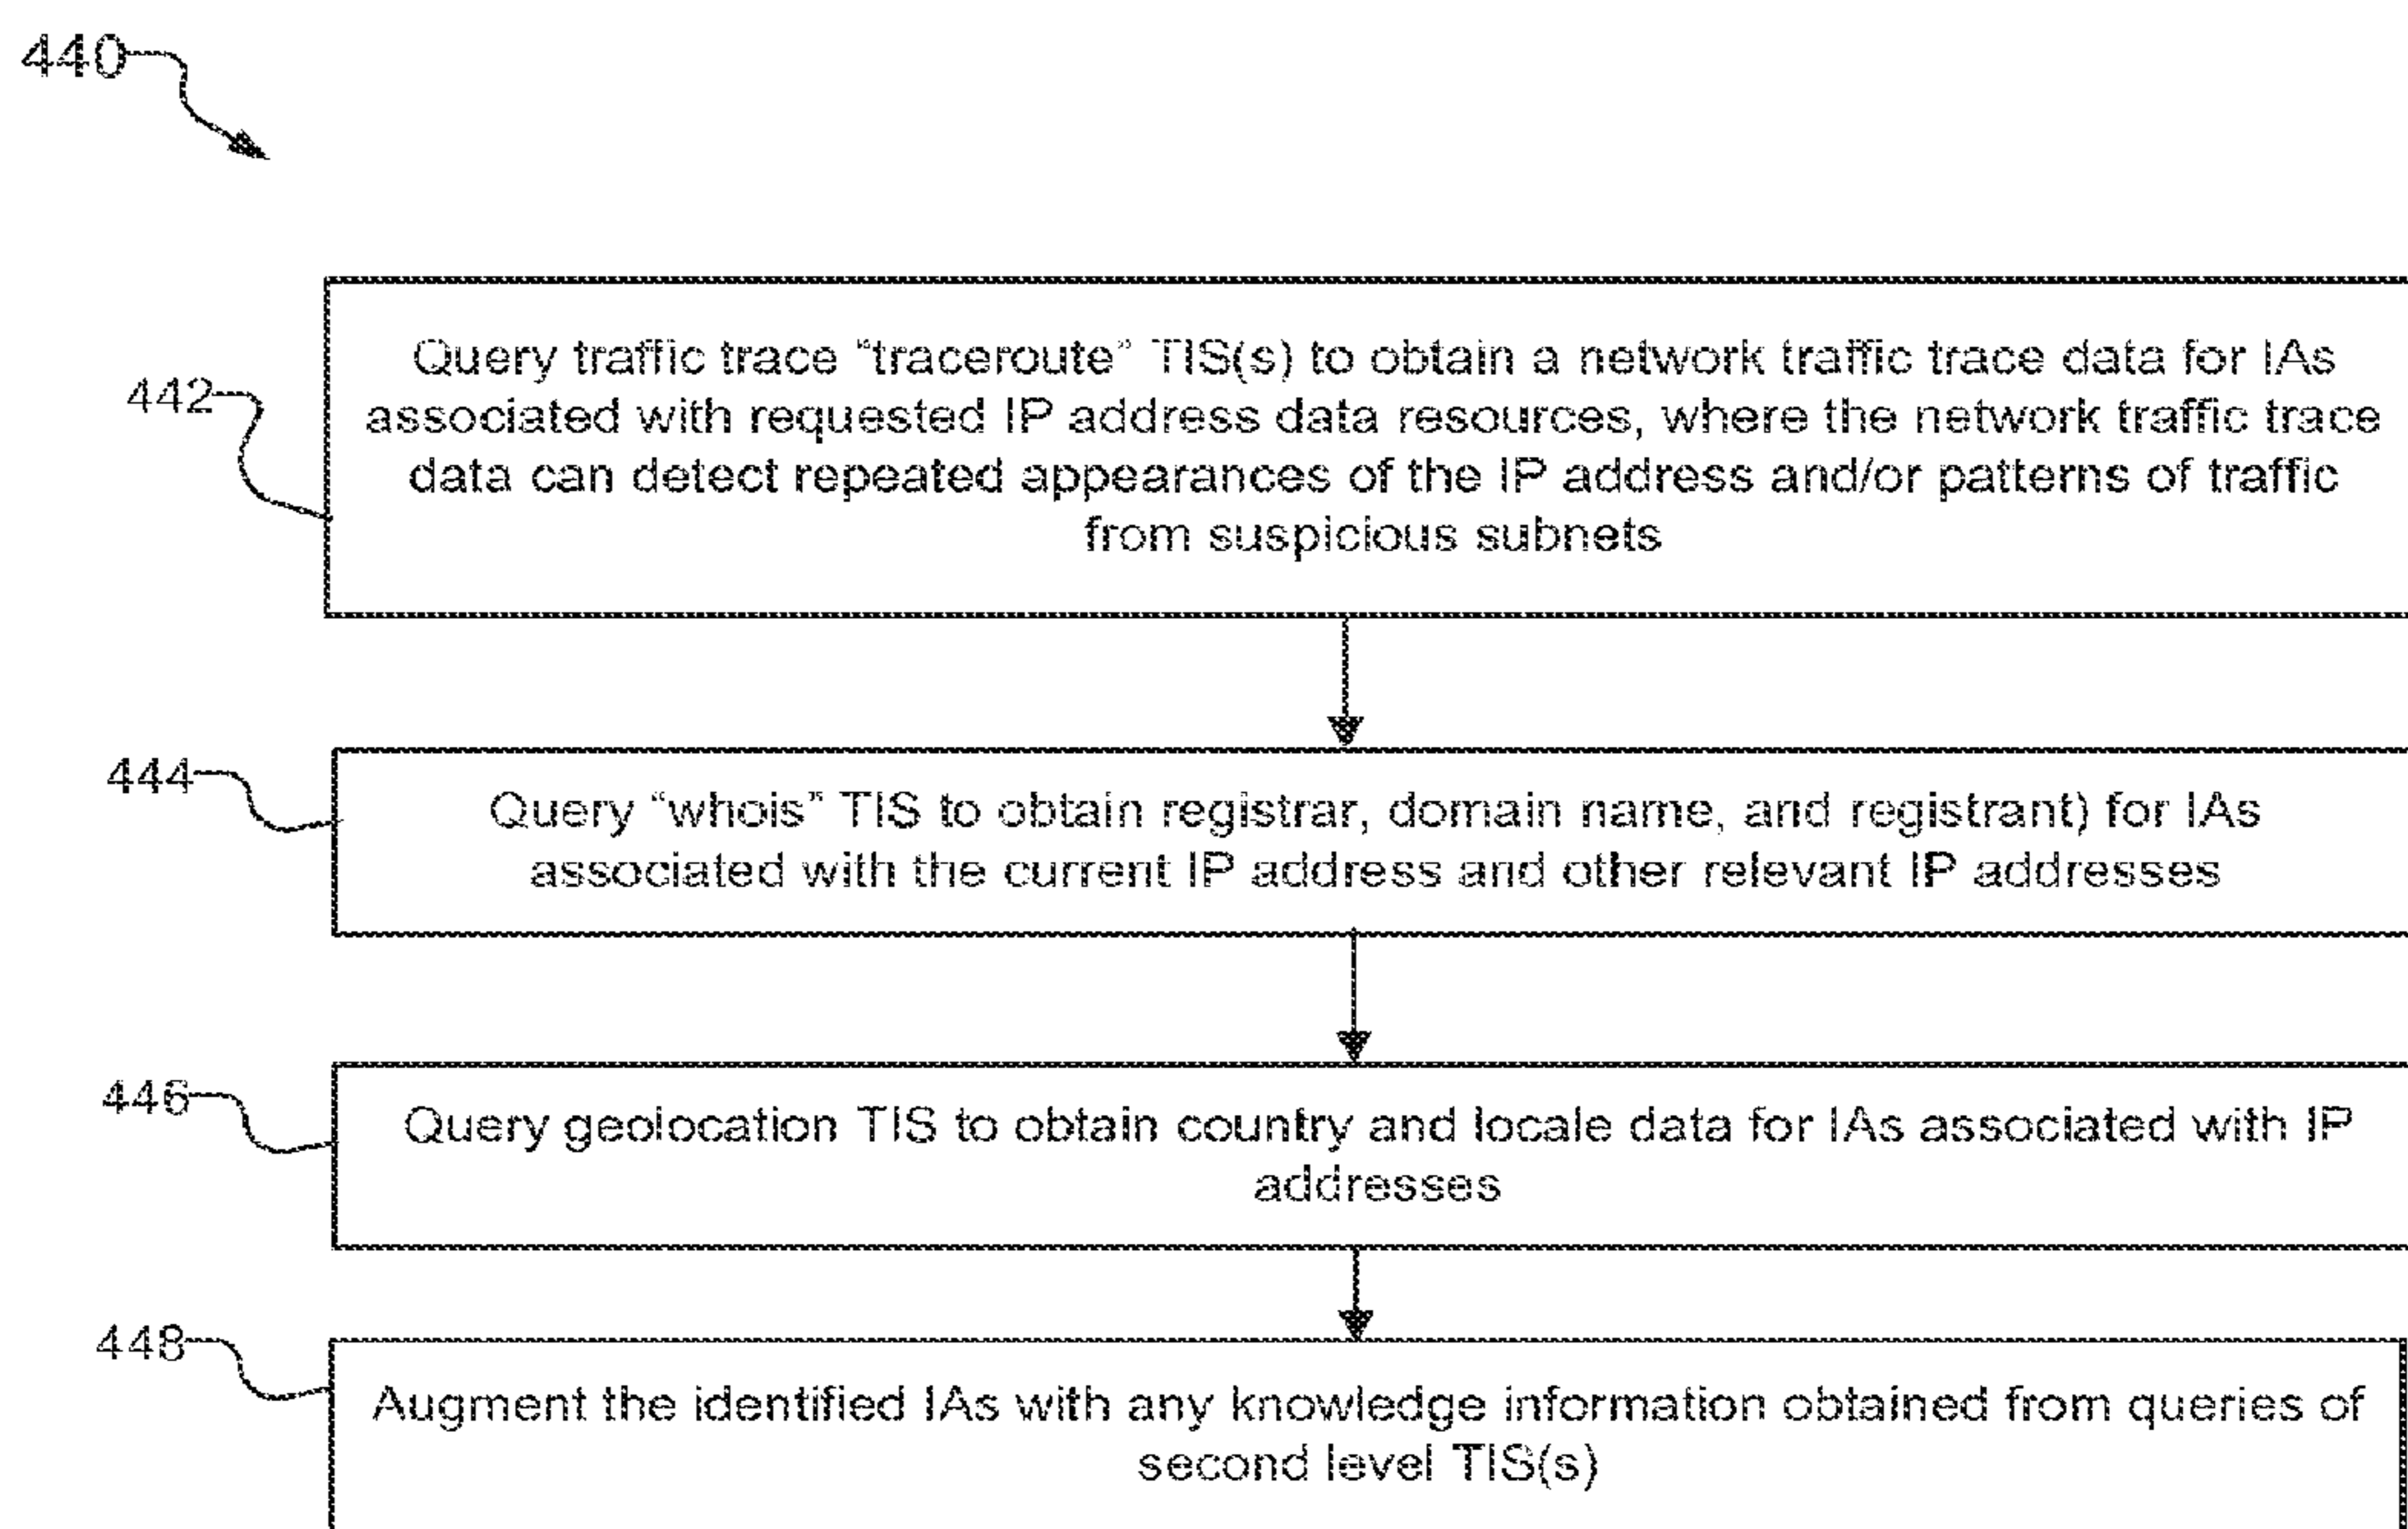 440
Query traffic trace “traceroute” TIS(s) to obtain a network traffic trace data for IAs
442
associated with requested IP address data resources, where the network traffic trace
data can detect repeated appearances of the IP address and/or patterns of traffic
from suspicious subnets
444
Query “whois” TIS to obtain registrar, domain name, and registrant) for IAs
associated with the current IP address and other relevant IP addresses
446
Query geolocation TIS to obtain country and locale data for IAs associated with IP
addresses
448
Augment the identified IAs with any knowledge information obtained from queries of
second level TIS(s)